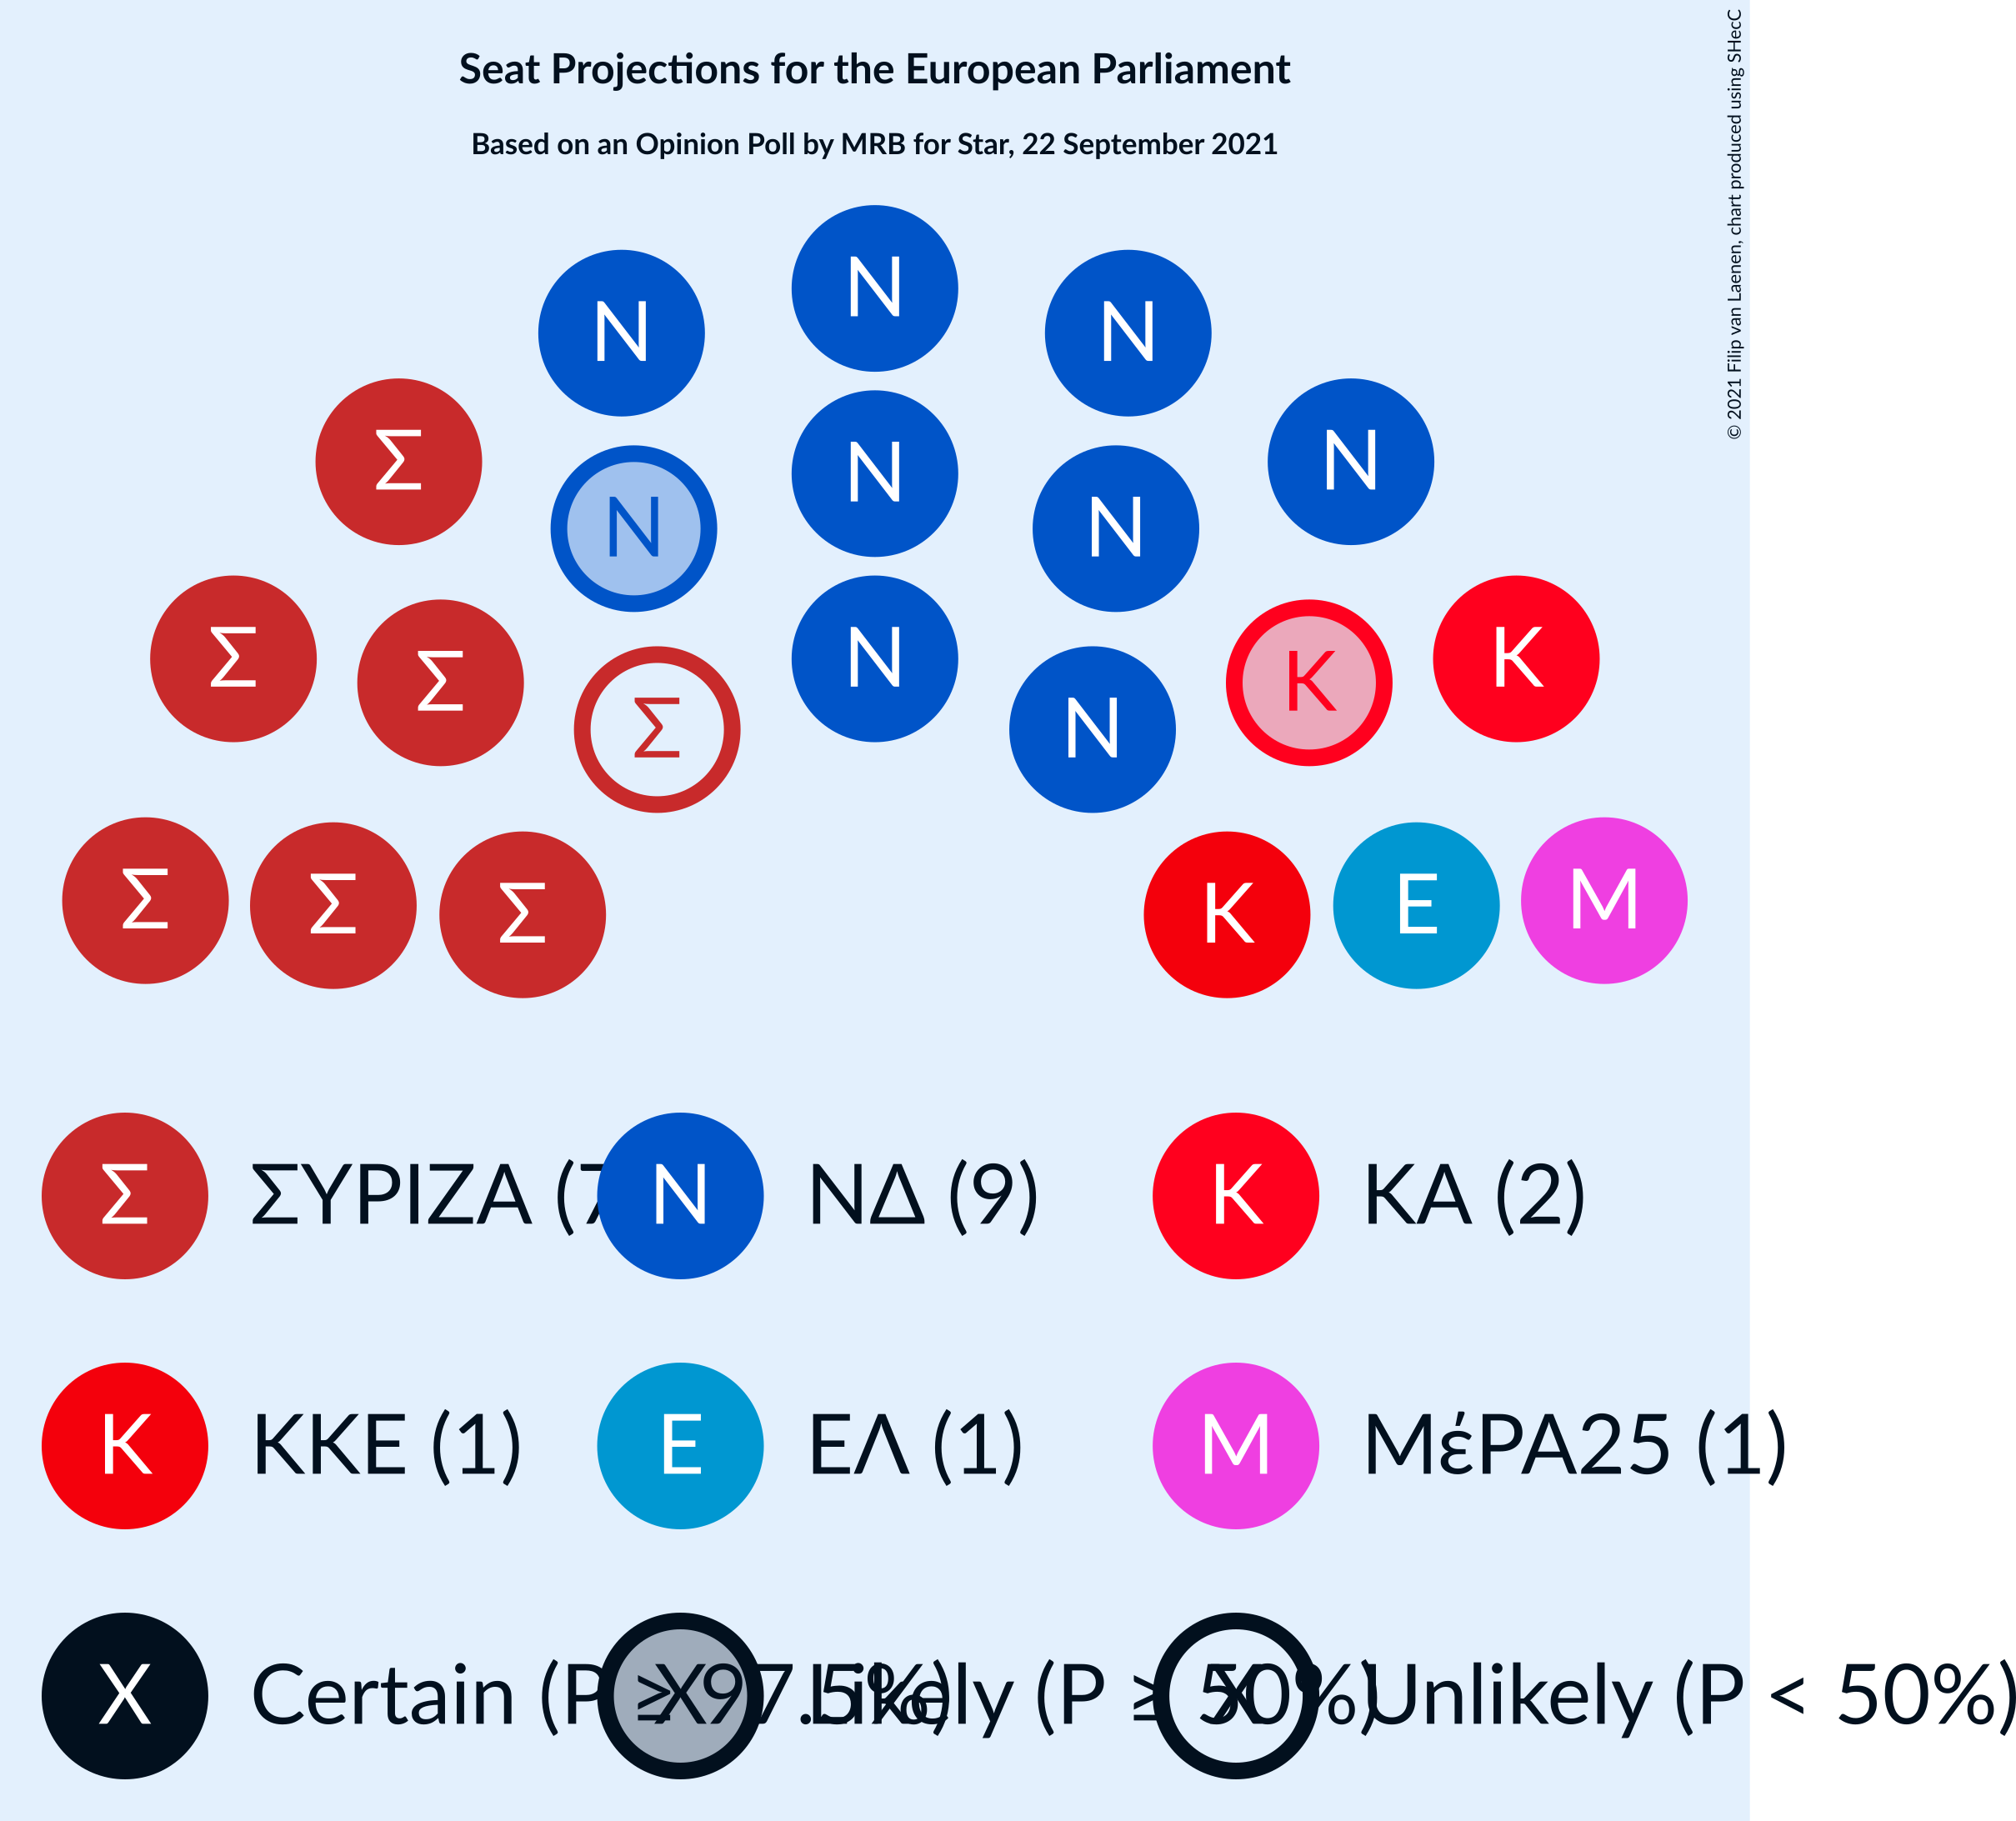 Seat Projections for the European Parliament
Based on an Opinion Poll by MRB for Star, 22 September 2021
© 2021 Filip van Laenen, chart produced using SHecC
N
N N
Σ N N
N N
Σ Σ N K K
Σ N
Σ Σ Σ K E M
Σ ΣΥΡΙΖΑ (7 N ΝΔ (9) K ΚΑ (2)
K ΚΚΕ (1) E ΕΛ (1) M ΜέΡΑ25 (1)
X Certain (P ≥ 97.5% X Likely (P ≥ 50%) X Unlikely (P < 50%)